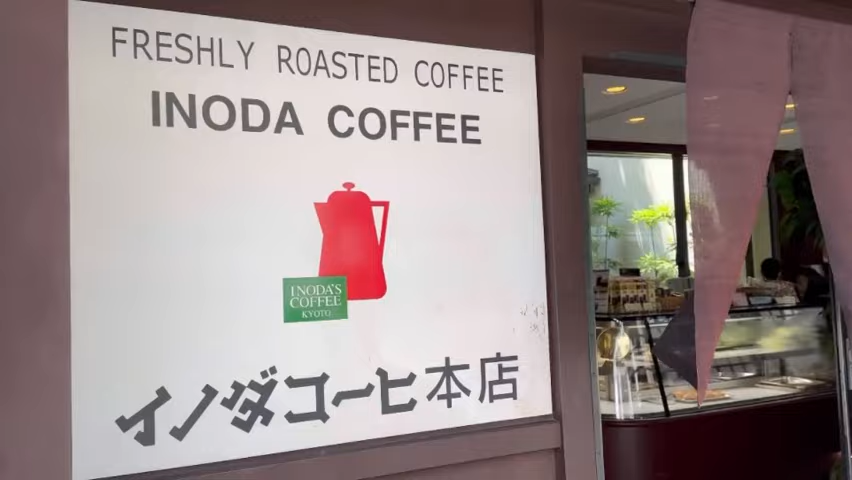 FRESHLY ROASTED COFFEE
INODA COFFEE
INODA'S
COFFEE
KYOTO
イノダコーヒ本店